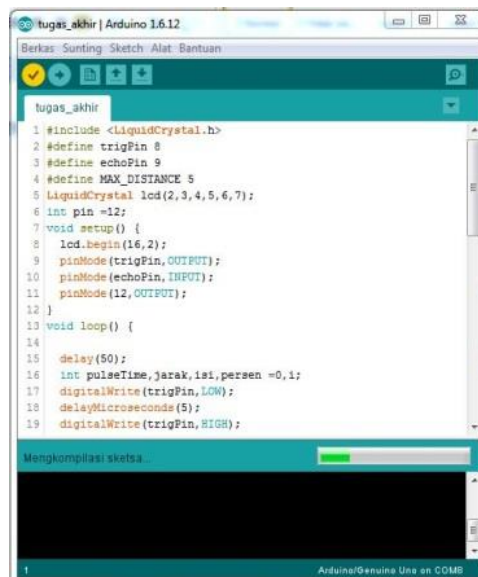 tugas_akhir | Arduino 1.6.12
Berkas Sunting Sketch Alat Bantuan
tugas_akhir
1 #include <LiquidCrystal.h>
2 #define trigPin 8
3 #define echoPin 9
4 #define MAX_DISTANCE 5
5 LiquidCrystal lcd(2,3,4,5,6,7);
6 int pin =12;
7 void setup() {
8 lcd.begin(16,2);
9 pinMode(trigPin,OUTPUT);
10 pinMode(echoPin,INPUT);
11 pinMode(12,OUTPUT);
12 }
13 void loop() {
14
15 delay(50);
16 int pulseTime,jarak,isi,persen =0,i;
17 digitalWrite(trigPin,LOW);
18 delayMicroseconds(5);
19 digitalWrite(trigPin,HIGH);
Mengkompilasi sketsa...
1 Arduino/Genuino Uno on COM8